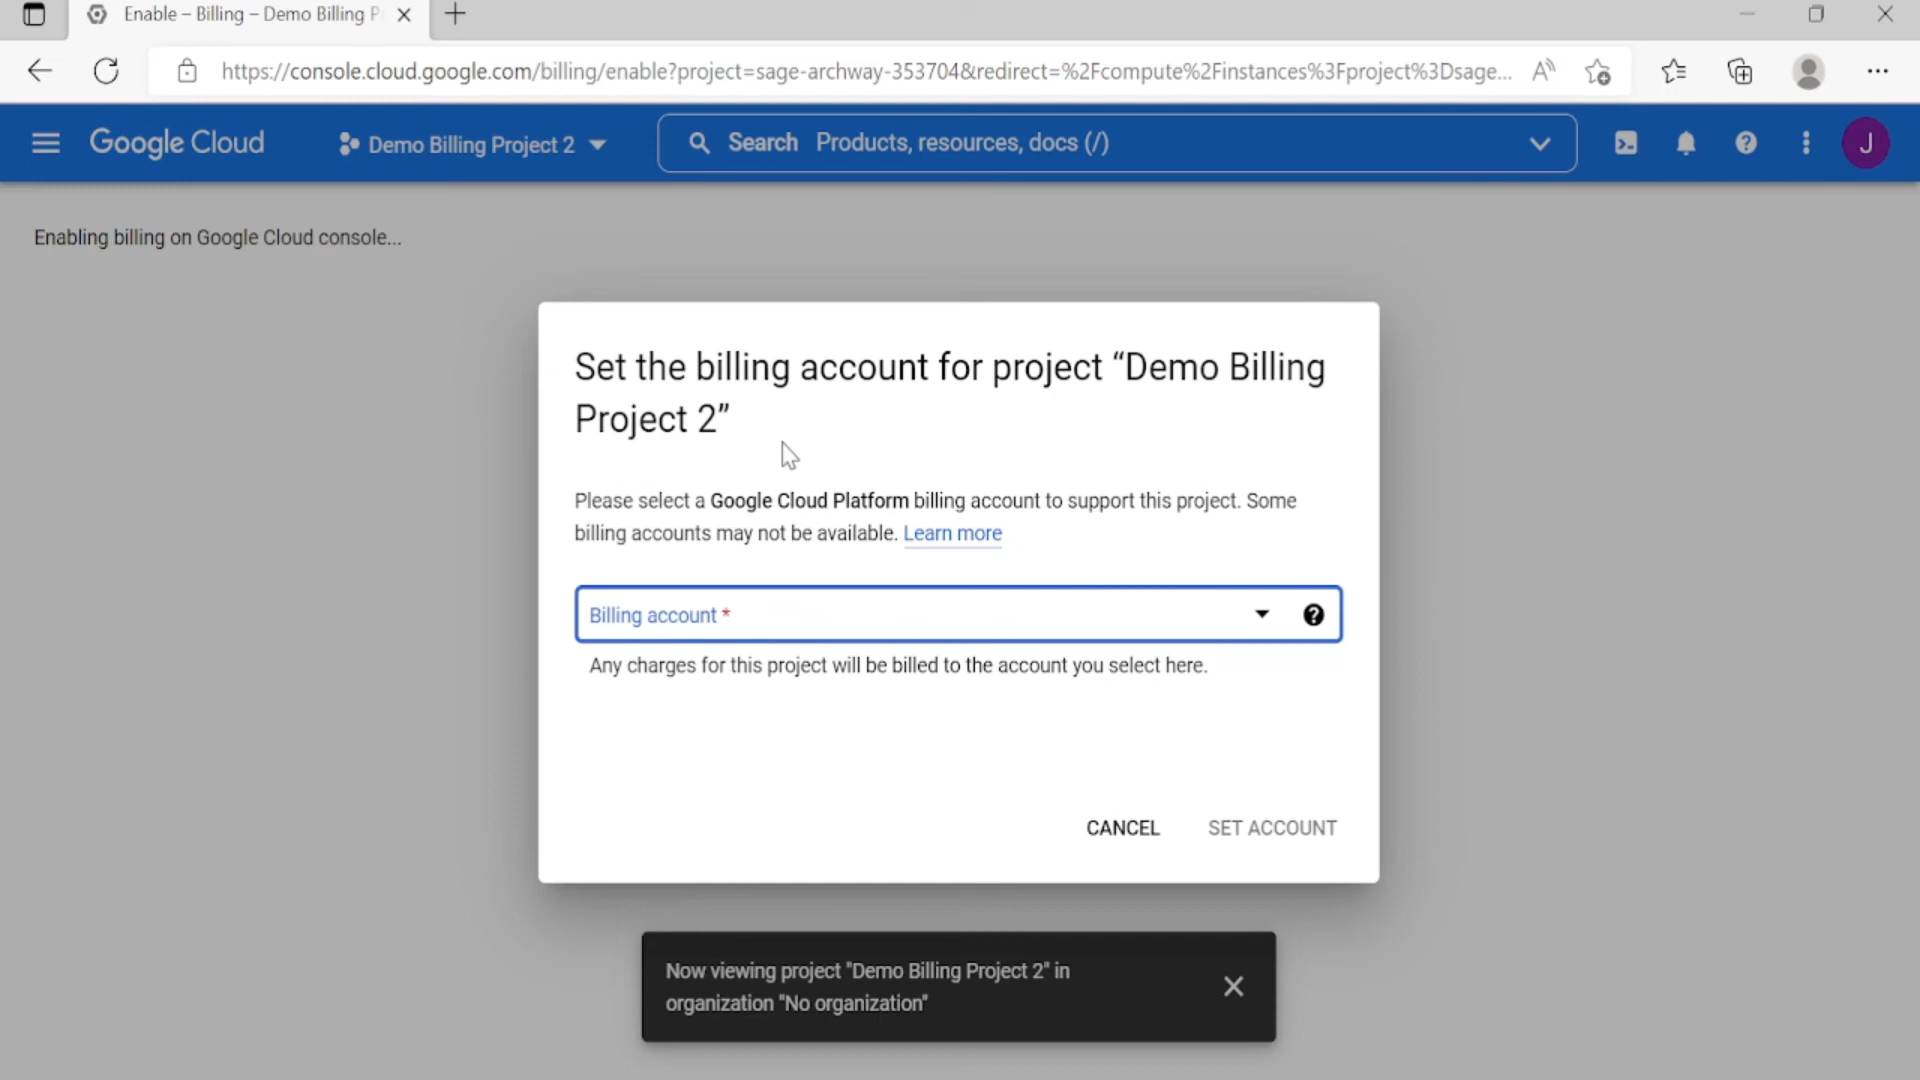 Enable – Billing – Demo Billing P
https://console.cloud.google.com/billing/enable?project=sage-archway-353704&redirect=%2Fcompute%2Finstances%3Fproject%3Dsage...
Google Cloud
Demo Billing Project 2
Search Products, resources, docs (/)
J
Enabling billing on Google Cloud console...
Set the billing account for project “Demo Billing
Project 2”
Please select a Google Cloud Platform billing account to support this project. Some
billing accounts may not be available. Learn more
Billing account *
Any charges for this project will be billed to the account you select here.
CANCEL SET ACCOUNT
Now viewing project "Demo Billing Project 2" in
organization "No organization"